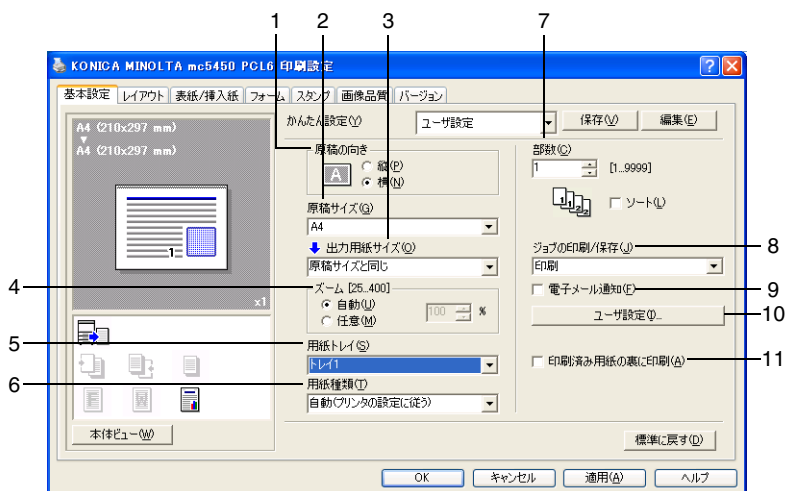 1 2 3 7
KONICA MINOLTA mc5450 PCL6 印刷設定
基本設定 レイアウト 表紙/挿入紙 フォーム スタンプ 画像品質 バージョン
A4 (210x297 mm)
A4 (210x297 mm)
1
x1
本体ビュー(W)
かんたん設定(Y) ユーザ設定 保存(V) 編集(E)
原稿の向き
A
縦(P)
横(N)
2
原稿サイズ(G)
A4
出力用紙サイズ(O)
原稿サイズと同じ
4
ズーム [25...400]
自動(U)
任意(M)
100 %
5
用紙トレイ(S)
トレイ1
6
用紙種類(T)
自動(プリンタの設定に従う)
部数(C)
1 [1...9999]
1 1 2 2
ソート(L)
ジョブの印刷/保存(J) 8
印刷
電子メール通知(F) 9
ユーザ設定(I)... 10
印刷済み用紙の裏に印刷(A) 11
標準に戻す(D)
OK キャンセル 適用(A) ヘルプ